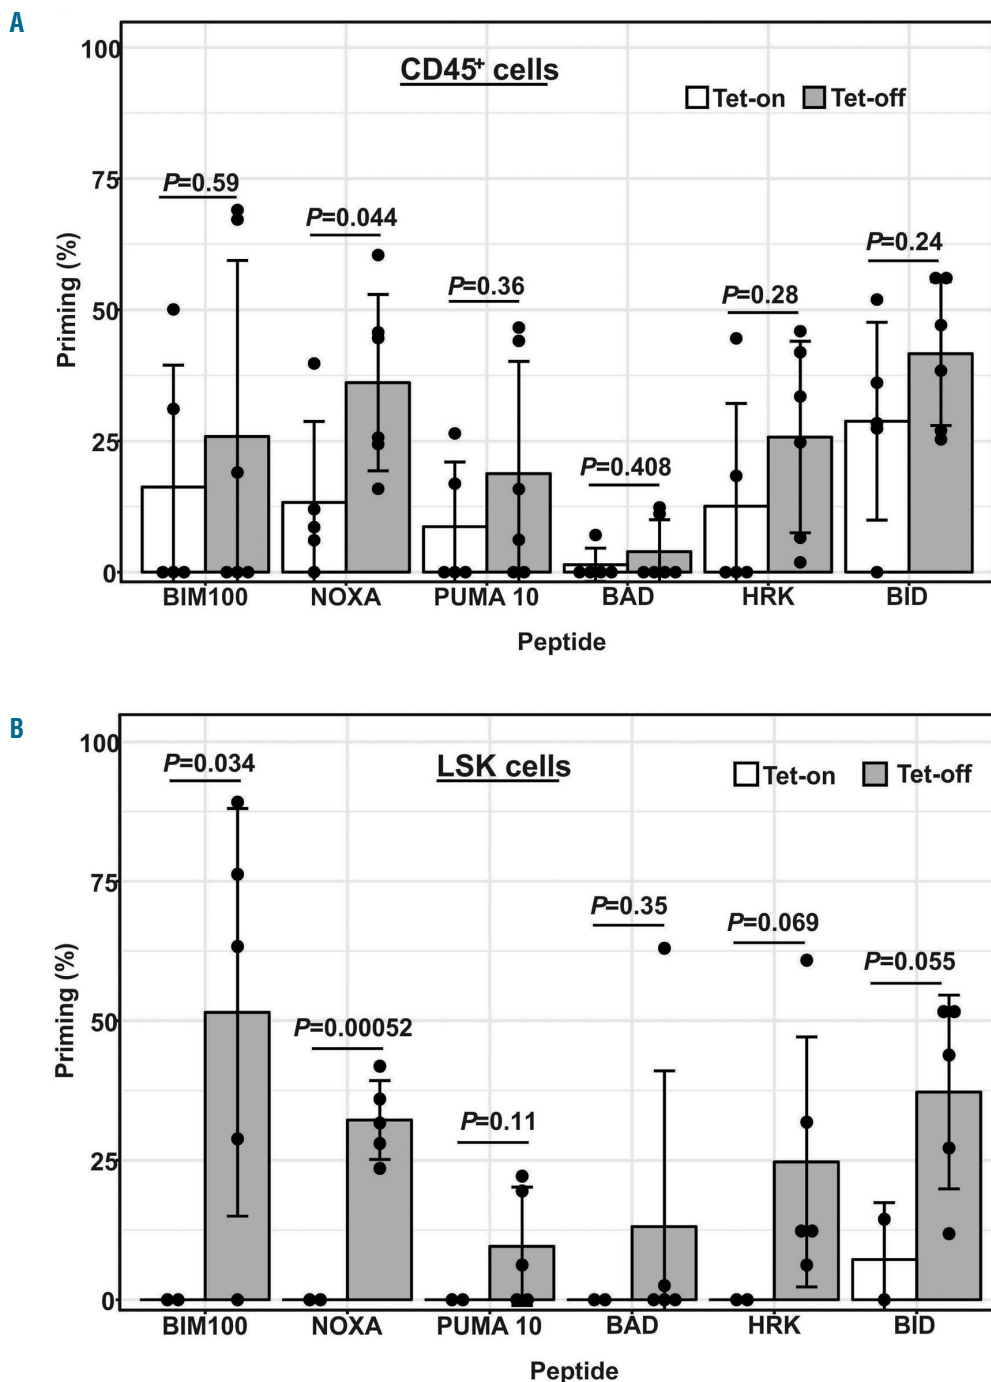 A
CD45+ cells
Tet-on Tet-off
100
75
50
25
0
Priming (%)
P=0.59
P=0.044
P=0.36
P=0.408
P=0.28
P=0.24
BIM100 NOXA PUMA 10 BAD HRK BID
Peptide
B
LSK cells
Tet-on Tet-off
100
75
50
25
0
Priming (%)
P=0.034
P=0.00052
P=0.11
P=0.35
P=0.069
P=0.055
BIM100 NOXA PUMA 10 BAD HRK BID
Peptide